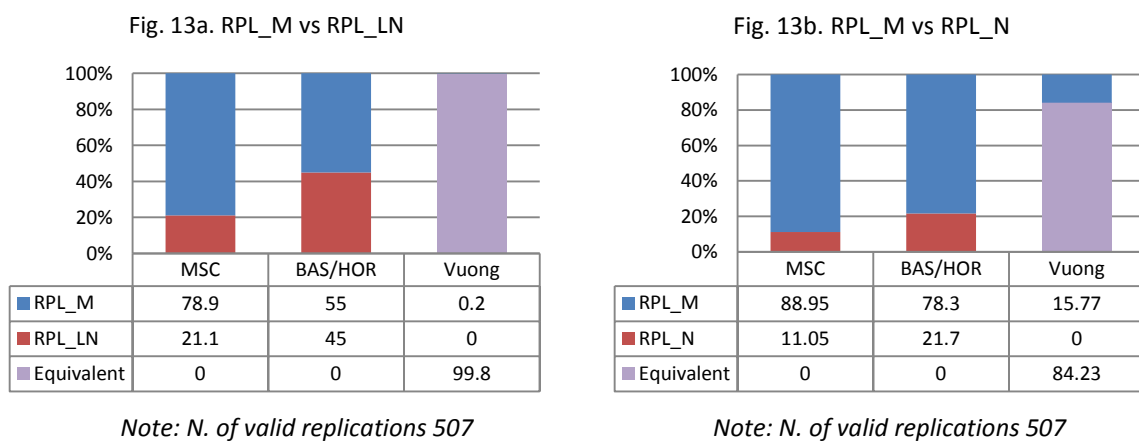 Fig. 13a. RPL_M vs RPL_LN
100%
80%
60%
40%
20%
0%
MSC BAS/HOR Vuong
RPL_M 78.9 55 0.2
RPL_LN 21.1 45 0
Equivalent 0 0 99.8
Note: N. of valid replications 507
Fig. 13b. RPL_M vs RPL_N
100%
80%
60%
40%
20%
0%
MSC BAS/HOR Vuong
RPL_M 88.95 78.3 15.77
RPL_N 11.05 21.7 0
Equivalent 0 0 84.23
Note: N. of valid replications 507